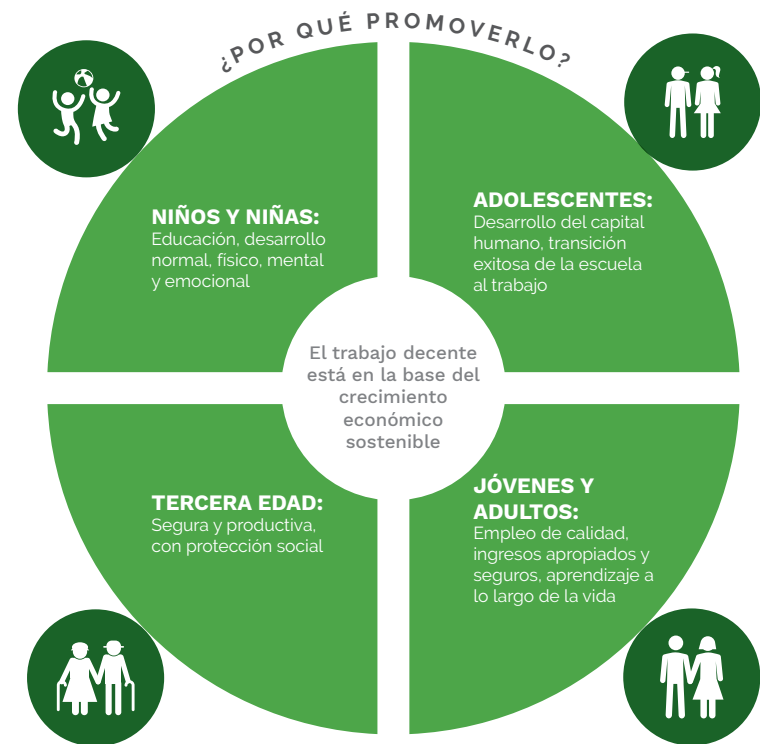 ¿POR QUÉ PROMOVERLO?
NIÑOS Y NIÑAS:
Educación, desarrollo
normal, físico, mental
y emocional
ADOLESCENTES:
Desarrollo del capital
humano, transición
exitosa de la escuela
al trabajo
El trabajo decente
está en la base del
crecimiento
económico
sostenible
TERCERA EDAD:
Segura y productiva,
con protección social
JÓVENES Y
ADULTOS:
Empleo de calidad,
ingresos apropiados y
seguros, aprendizaje a
lo largo de la vida